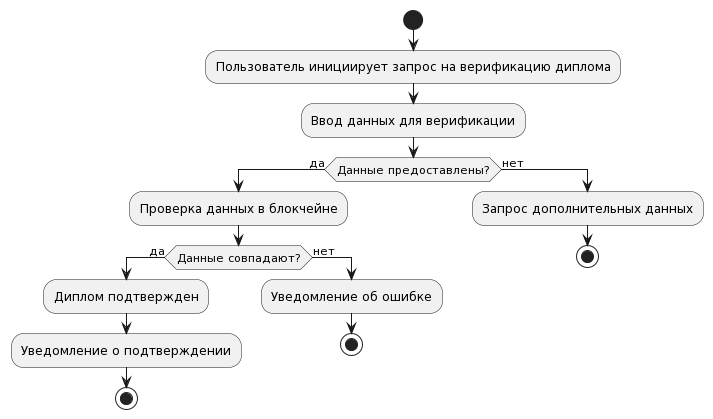 Пользователь инициирует запрос на верификацию диплома
Ввод данных для верификации
да
Данные предоставлены?
нет
Проверка данных в блокчейне
Запрос дополнительных данных
да
Данные совпадают?
нет
Диплом подтвержден
Уведомление об ошибке
Уведомление о подтверждении